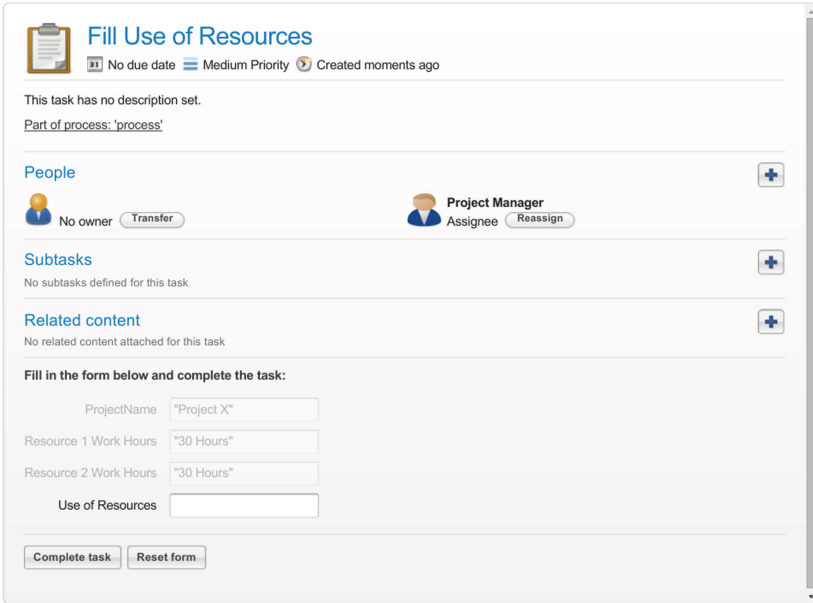 Fill Use of Resources
31 No due date Medium Priority Created moments ago
This task has no description set.
Part of process: 'process'
People
No owner Transfer
Project Manager
Assignee Reassign
Subtasks
No subtasks defined for this task
Related content
No related content attached for this task
Fill in the form below and complete the task:
ProjectName "Project X"
Resource 1 Work Hours "30 Hours"
Resource 2 Work Hours "30 Hours"
Use of Resources
Complete task Reset form